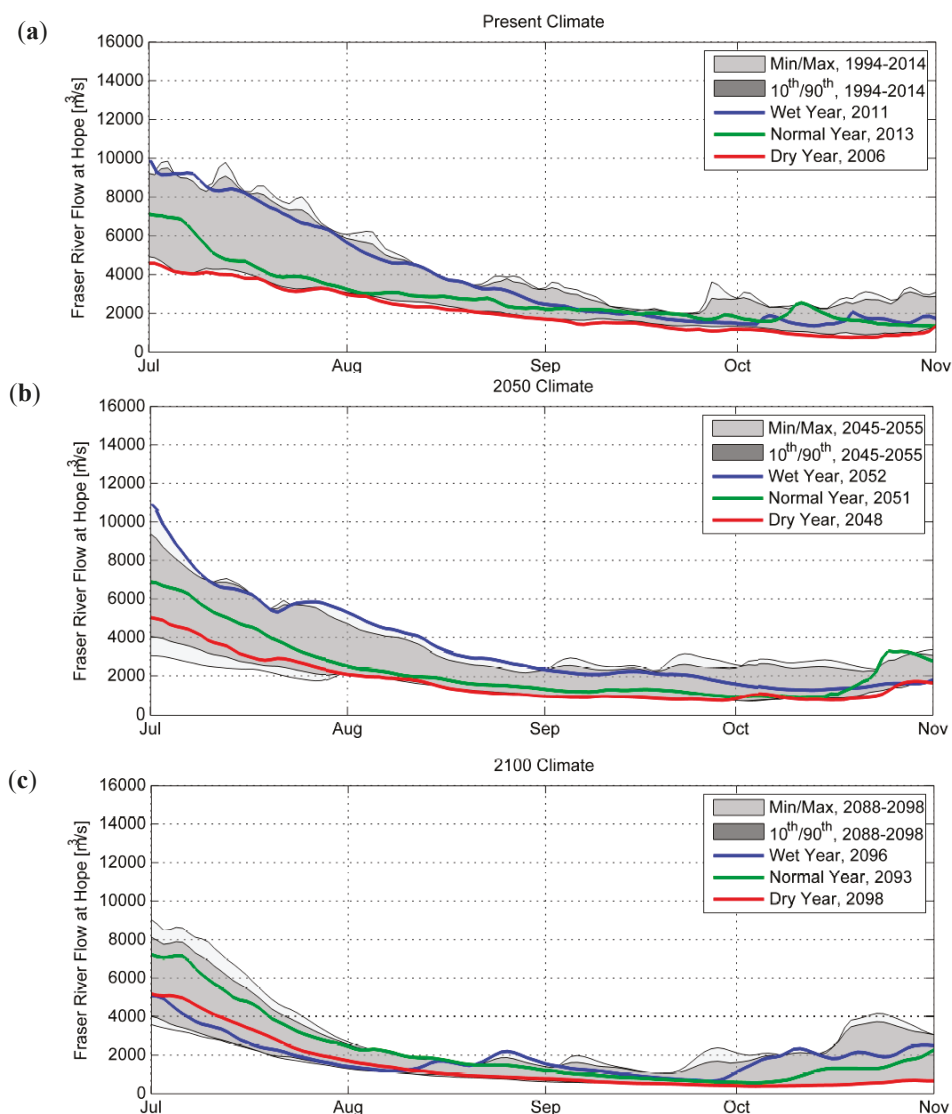 (a)
Present Climate
Fraser River Flow at Hope [m³/s]
16000
14000
12000
10000
8000
6000
4000
2000
0
Min/Max, 1994-2014
10th/90th, 1994-2014
Wet Year, 2011
Normal Year, 2013
Dry Year, 2006
Jul Aug Sep Oct Nov
(b)
2050 Climate
Fraser River Flow at Hope [m³/s]
16000
14000
12000
10000
8000
6000
4000
2000
0
Min/Max, 2045-2055
10th/90th, 2045-2055
Wet Year, 2052
Normal Year, 2051
Dry Year, 2048
Jul Aug Sep Oct Nov
(c)
2100 Climate
Fraser River Flow at Hope [m³/s]
16000
14000
12000
10000
8000
6000
4000
2000
0
Min/Max, 2088-2098
10th/90th, 2088-2098
Wet Year, 2096
Normal Year, 2093
Dry Year, 2098
Jul Aug Sep Oct Nov